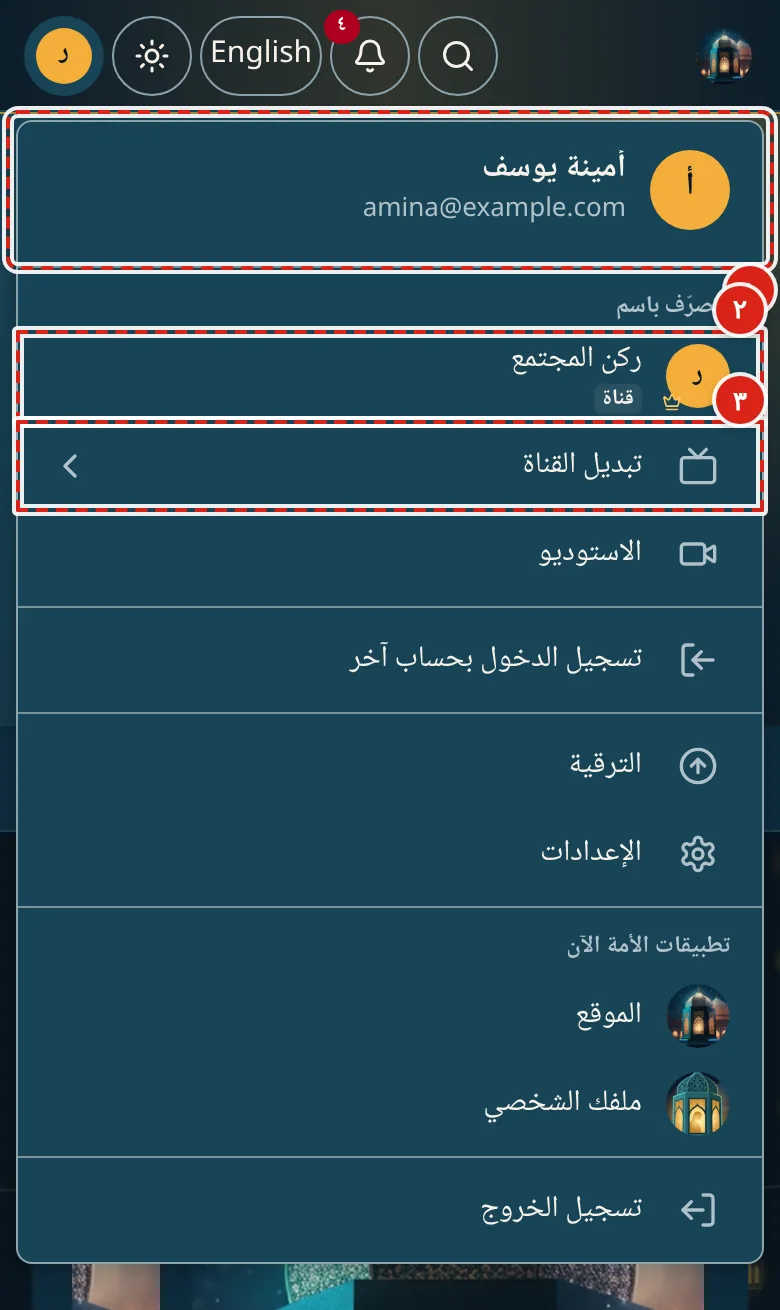 ر
English
٤
أمينة يوسف
أ
amina@example.com
باسم
٢
ركن المجتمع
ر
قناة
٣
تبديل القناة
الاستوديو
تسجيل الدخول بحساب آخر
الترقية
الإعدادات
تطبيقات الأمة الآن
الموقع
ملفك الشخصي
تسجيل الخروج